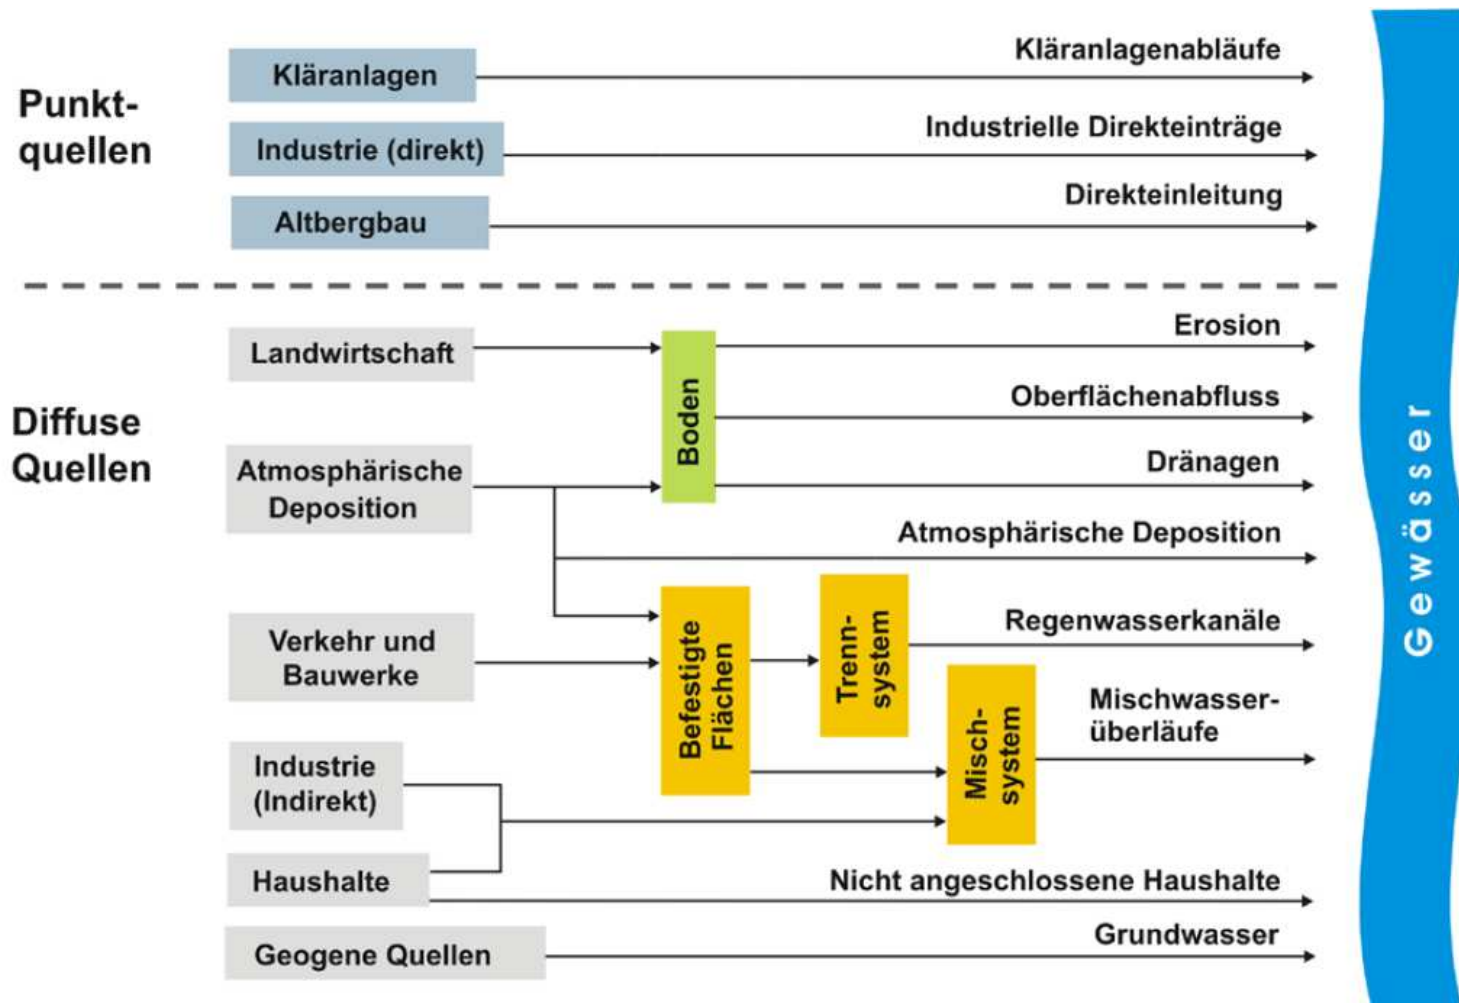 Punkt-
quellen
Kläranlagen
Kläranlagenabläufe
Industrie (direkt)
Industrielle Direkteinträge
Altbergbau
Direkteinleitung
Diffuse
Quellen
Landwirtschaft
Boden
Erosion
Oberflächenabfluss
Dränagen
Atmosphärische
Deposition
Atmosphärische Deposition
Verkehr und
Bauwerke
Befestigte
Flächen
Trenn-
system
Regenwasserkanäle
Misch-
system
Mischwasser-
überläufe
Industrie
(Indirekt)
Haushalte
Nicht angeschlossene Haushalte
Geogene Quellen
Grundwasser
Gewässer